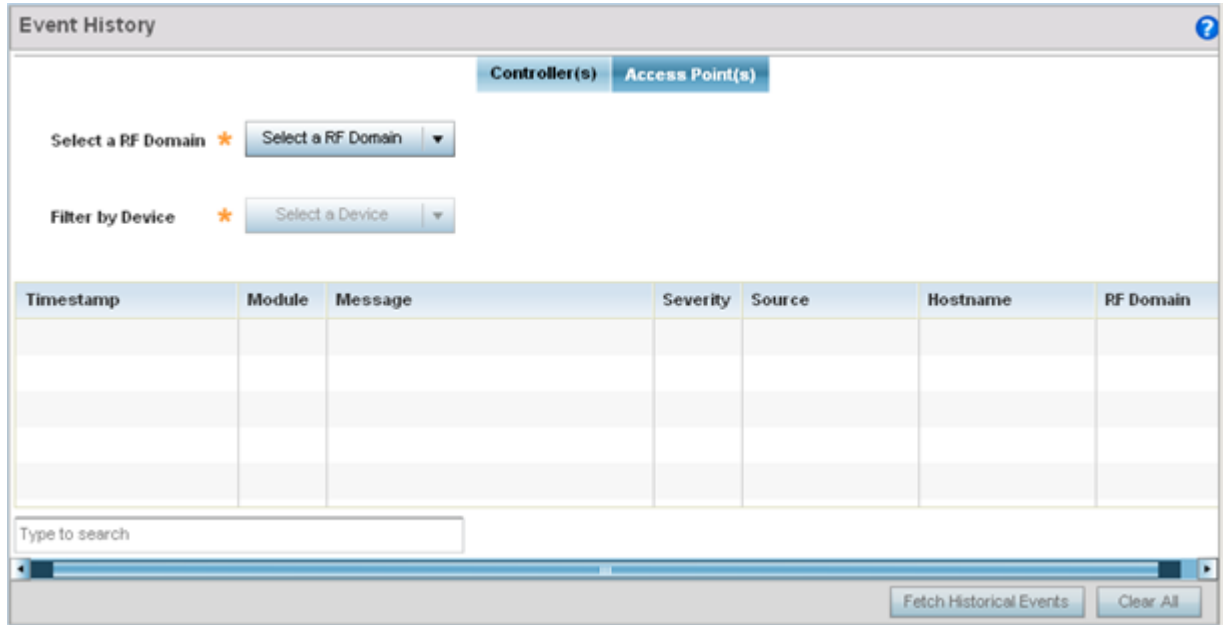 Event History
?
Controller(s) Access Point(s)
Select a RF Domain * Select a RF Domain
Filter by Device * Select a Device
Timestamp Module Message Severity Source Hostname RF Domain
Type to search
Fetch Historical Events Clear All